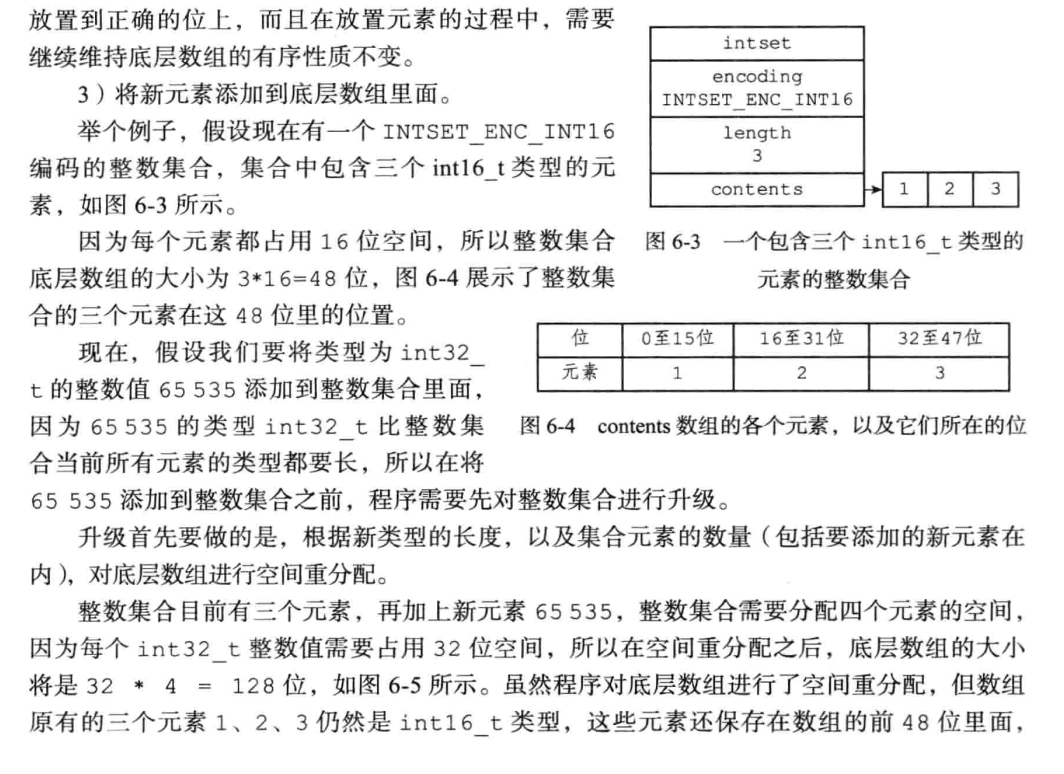 放置到正确的位上，而且在放置元素的过程中，需要
继续维持底层数组的有序性质不变。
3）将新元素添加到底层数组里面。
举个例子，假设现在有一个 INTSET_ENC_INT16
编码的整数集合，集合中包含三个 int16_t 类型的元
素，如图 6-3 所示。
intset
encoding
INTSET_ENC_INT16
length
3
contents
1 2 3
图 6-3 一个包含三个 int16_t 类型的
元素的整数集合
因为每个元素都占用 16 位空间，所以整数集合
底层数组的大小为 3*16=48 位，图 6-4 展示了整数集
合的三个元素在这 48 位里的位置。
位 0至15位 16至31位 32至47位
元素 1 2 3
图 6-4 contents 数组的各个元素，以及它们所在的位
现在，假设我们要将类型为 int32_
t 的整数值 65 535 添加到整数集合里面，
因为 65 535 的类型 int32_t 比整数集
合当前所有元素的类型都要长，所以在将
65 535 添加到整数集合之前，程序需要先对整数集合进行升级。
升级首先要做的是，根据新类型的长度，以及集合元素的数量（包括要添加的新元素在
内），对底层数组进行空间重分配。
整数集合目前有三个元素，再加上新元素 65 535，整数集合需要分配四个元素的空间，
因为每个 int32_t 整数值需要占用 32 位空间，所以在空间重分配之后，底层数组的大小
将是 32 * 4 = 128 位，如图 6-5 所示。虽然程序对底层数组进行了空间重分配，但数组
原有的三个元素 1、2、3 仍然是 int16_t 类型，这些元素还保存在数组的前 48 位里面，